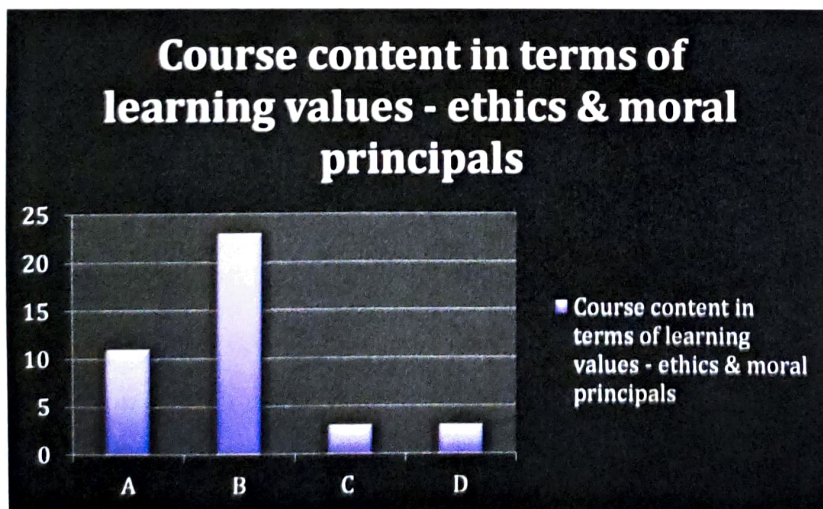 Course content in terms of
learning values - ethics & moral
principals
25
20
15
10
5
0
A
B
C
D
Course content in
terms of learning
values - ethics & moral
principals